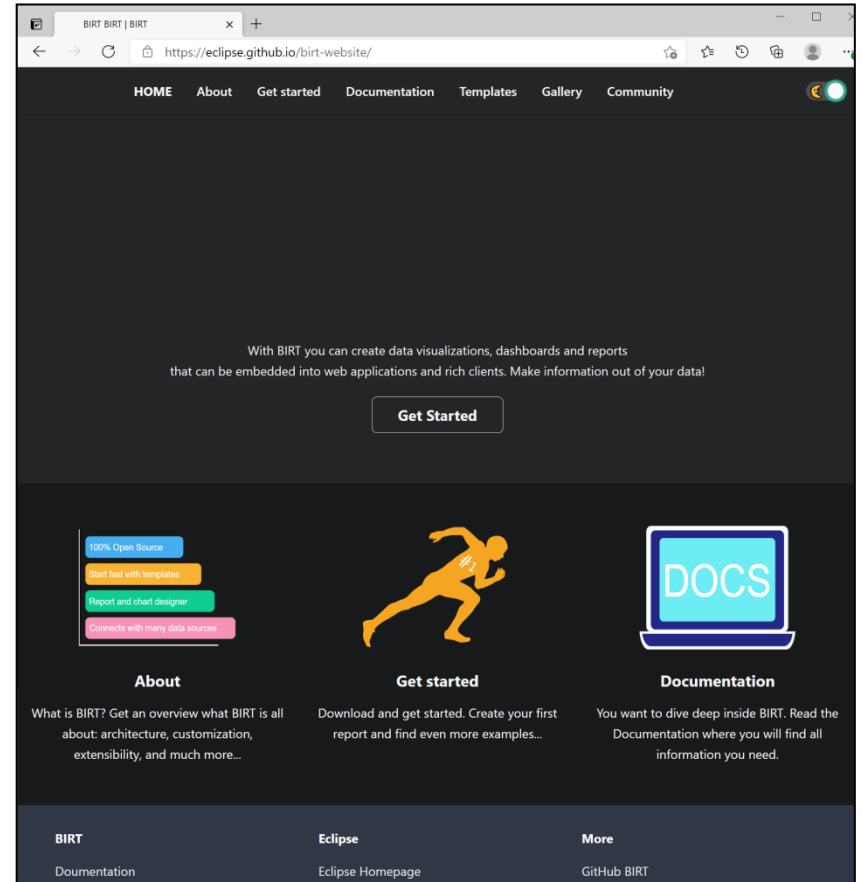 BIRT BIRT | BIRT
https://eclipse.github.io/birt-website/
HOME About Get started Documentation Templates Gallery Community
With BIRT you can create data visualizations, dashboards and reports
that can be embedded into web applications and rich clients. Make information out of your data!
Get Started
100% Open Source
Start fast with templates
Report and chart designer
Connects with many data sources
#1
DOCS
About
What is BIRT? Get an overview what BIRT is all
about: architecture, customization,
extensibility, and much more...
Get started
Download and get started. Create your first
report and find even more examples...
Documentation
You want to dive deep inside BIRT. Read the
Documentation where you will find all
information you need.
BIRT
Doumentation
Eclipse
Eclipse Homepage
More
GitHub BIRT